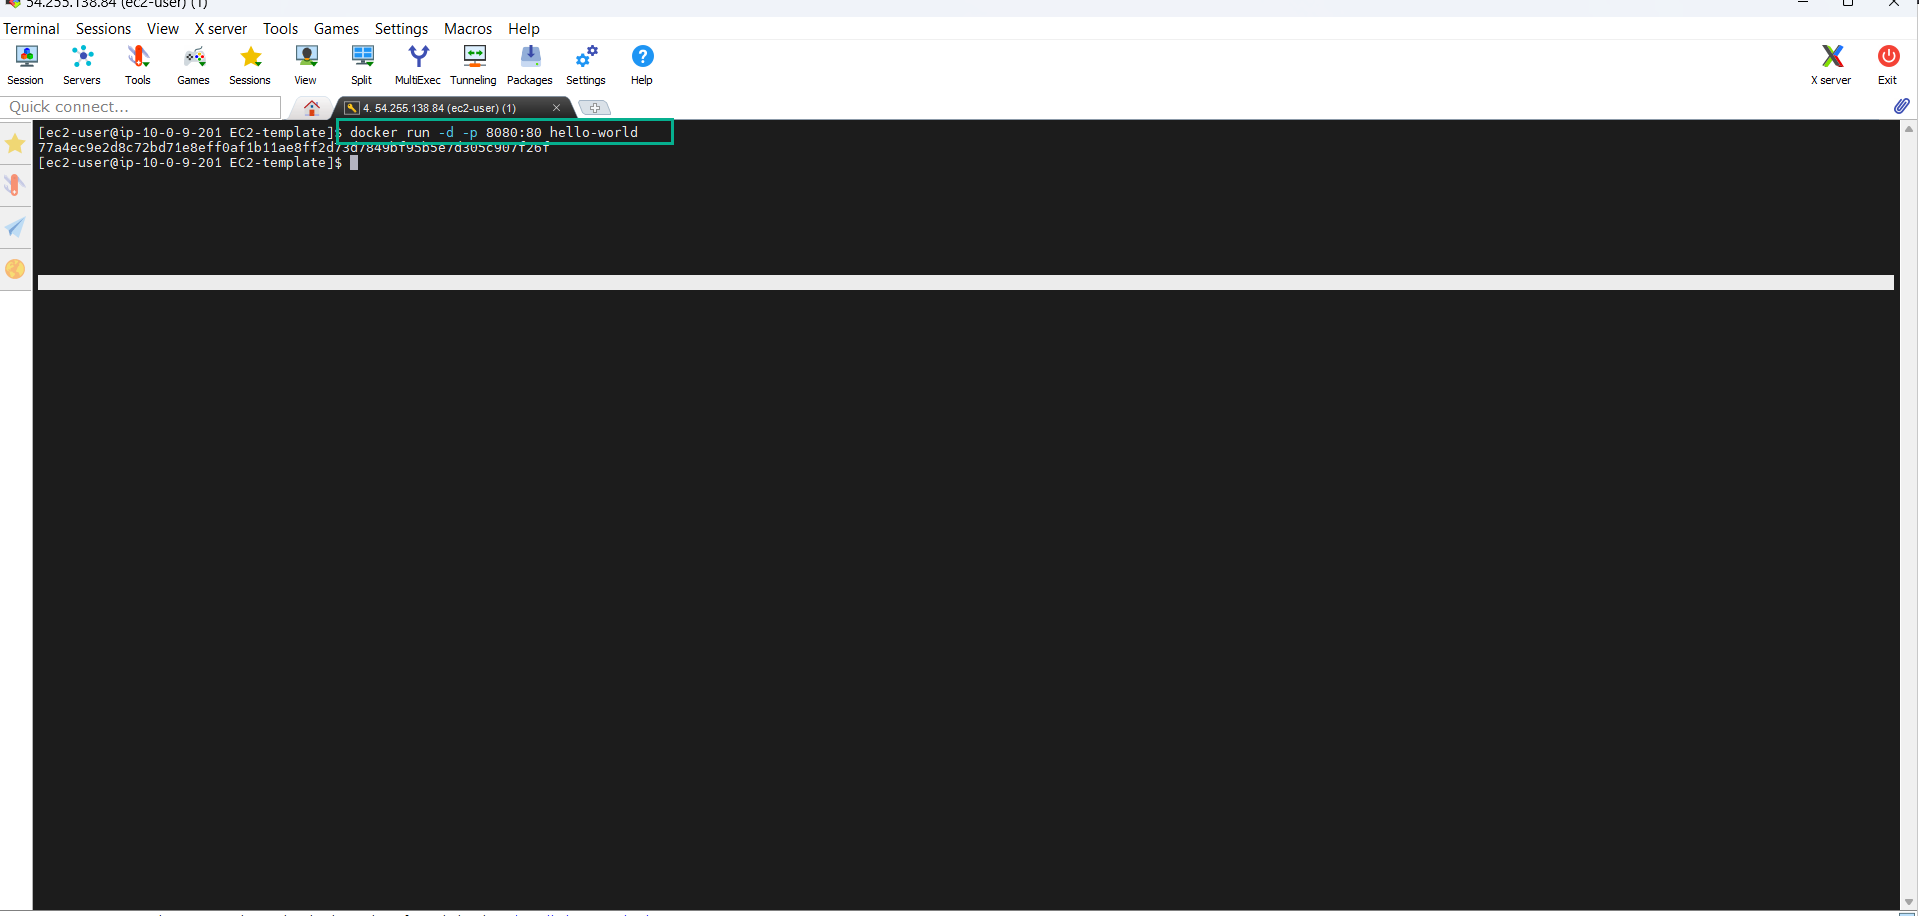 54.255.138.84 (ec2-user) (1)
Terminal Sessions View X server Tools Games Settings Macros Help
Session Servers Tools Games Sessions View Split MultiExec Tunneling Packages Settings Help X server Exit
Quick connect...
4. 54.255.138.84 (ec2-user) (1)
[ec2-user@ip-10-0-9-201 EC2-template]$ docker run -d -p 8080:80 hello-world
77a4ec9e2d8c72bd71e8eff0af1b11ae8ff2d73d7849bf95b5e7d305c907f26f
[ec2-user@ip-10-0-9-201 EC2-template]$